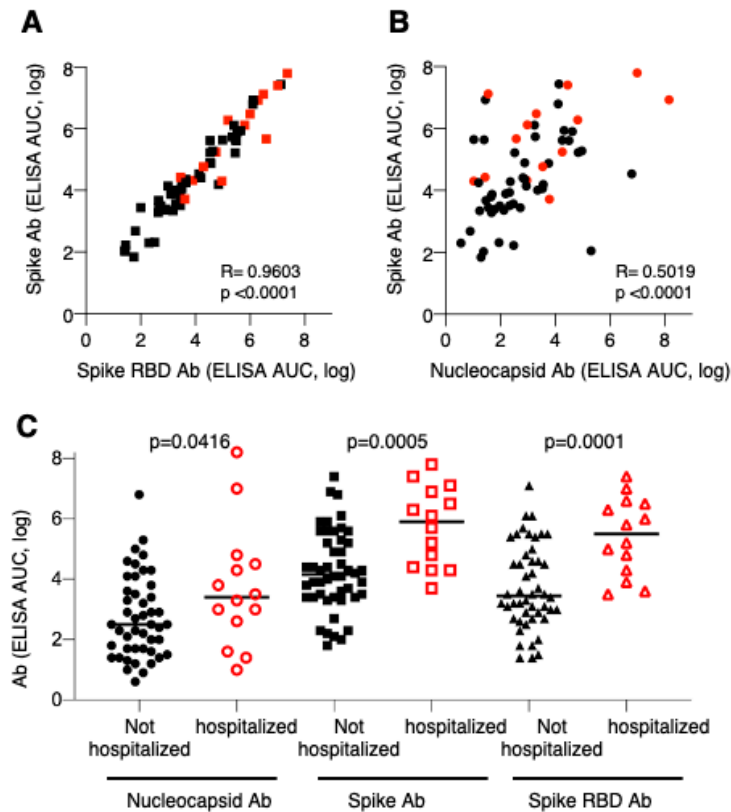 A
B
8
6
4
2
0
Spike Ab (ELISA AUC, log)
R= 0.9603
p <0.0001
0 2 4 6 8
Spike RBD Ab (ELISA AUC, log)
8
6
4
2
0
Spike Ab (ELISA AUC, log)
R= 0.5019
p <0.0001
0 2 4 6 8
Nucleocapsid Ab (ELISA AUC, log)
C
p=0.0416 p=0.0005 p=0.0001
8
6
4
2
0
Ab (ELISA AUC, log)
Not
hospitalized
hospitalized
Not
hospitalized
hospitalized
Not
hospitalized
hospitalized
Nucleocapsid Ab
Spike Ab
Spike RBD Ab